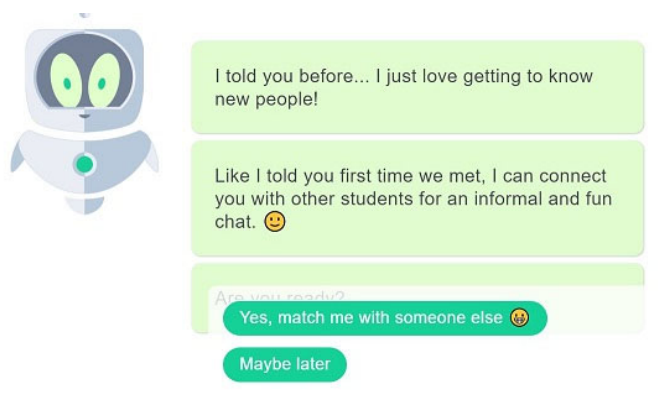 I told you before... I just love getting to know
new people!
Like I told you first time we met, I can connect
you with other students for an informal and fun
chat. 🙂
Are you ready?
Yes, match me with someone else 😁
Maybe later